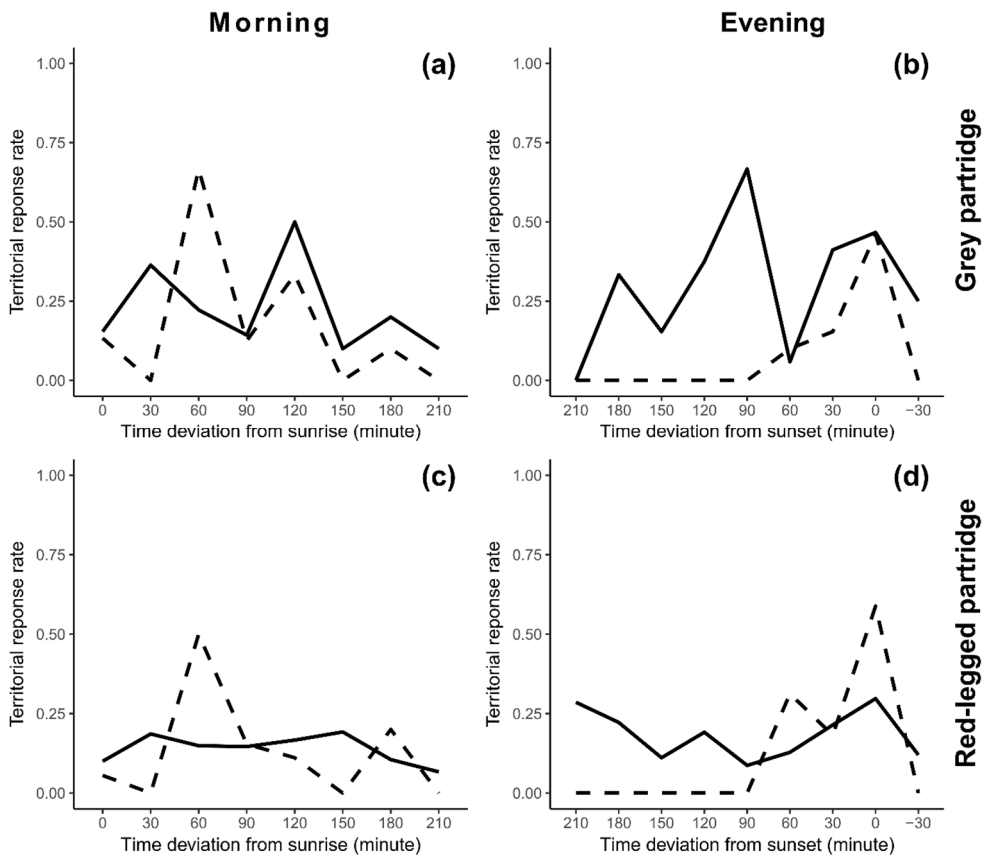 Morning
Evening
(a)
1.00
0.75
0.50
0.25
0.00
Territorial reponse rate
0 30 60 90 120 150 180 210
Time deviation from sunrise (minute)
(b)
1.00
0.75
0.50
0.25
0.00
Territorial reponse rate
210 180 150 120 90 60 30 0 −30
Time deviation from sunset (minute)
Grey partridge
(c)
1.00
0.75
0.50
0.25
0.00
Territorial reponse rate
0 30 60 90 120 150 180 210
Time deviation from sunrise (minute)
(d)
1.00
0.75
0.50
0.25
0.00
Territorial reponse rate
210 180 150 120 90 60 30 0 −30
Time deviation from sunset (minute)
Red-legged partridge